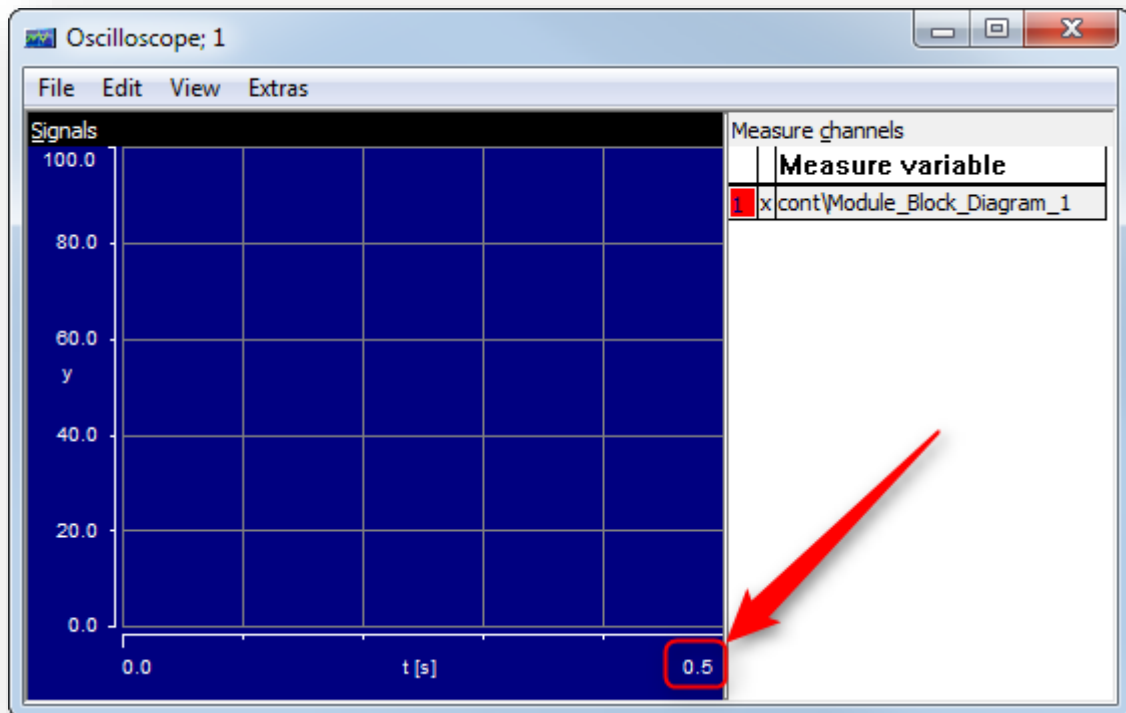 Oscilloscope; 1
File Edit View Extras
Signals
100.0
80.0
60.0
y
40.0
20.0
0.0
0.0 t [s] 0.5
Measure channels
Measure variable
1 x cont\Module_Block_Diagram_1